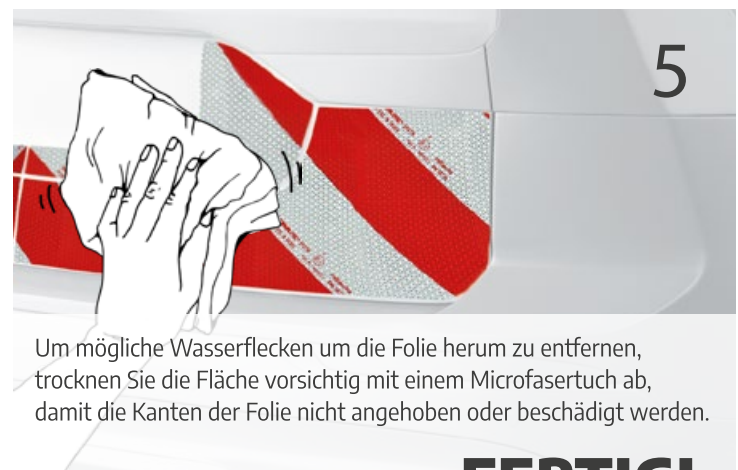 5
Um mögliche Wasserflecken um die Folie herum zu entfernen,
trocknen Sie die Fläche vorsichtig mit einem Microfasertuch ab,
damit die Kanten der Folie nicht angehoben oder beschädigt werden.
FERTIG!